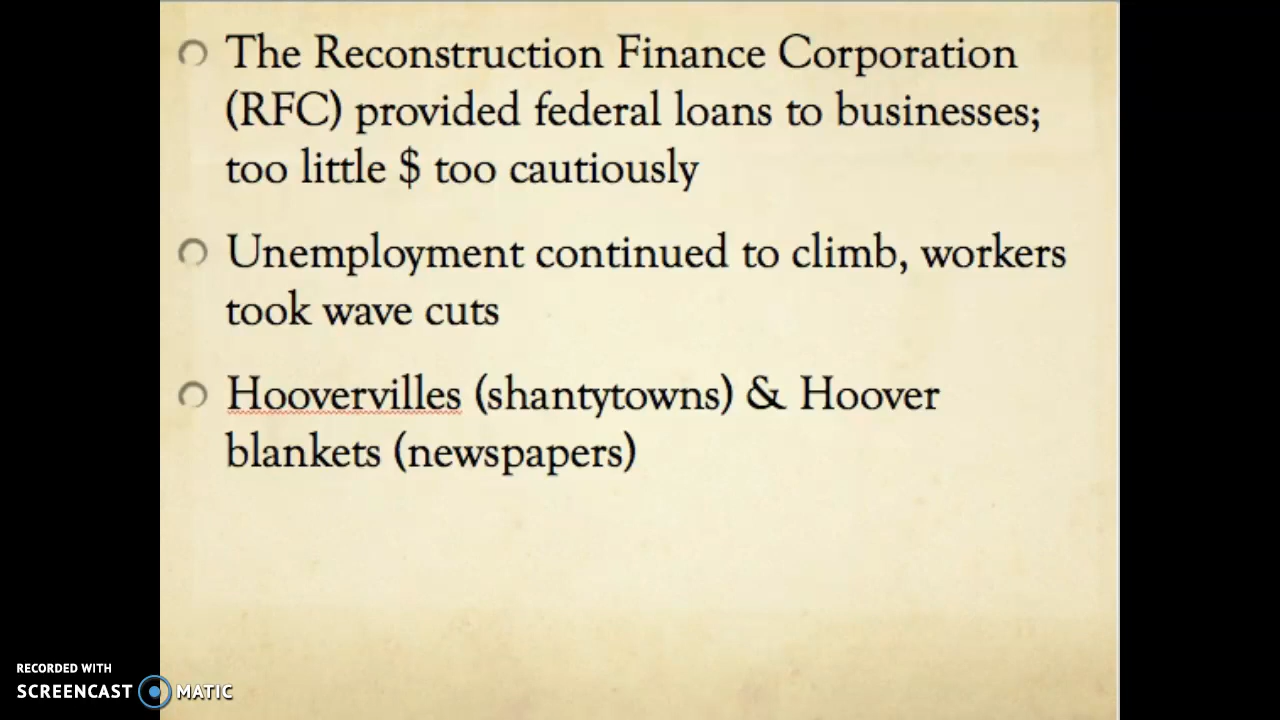 The Reconstruction Finance Corporation
(RFC) provided federal loans to businesses;
too little $ too cautiously
Unemployment continued to climb, workers
took wave cuts
Hoovervilles (shantytowns) & Hoover
blankets (newspapers)
RECORDED WITH
SCREENCAST MATIC